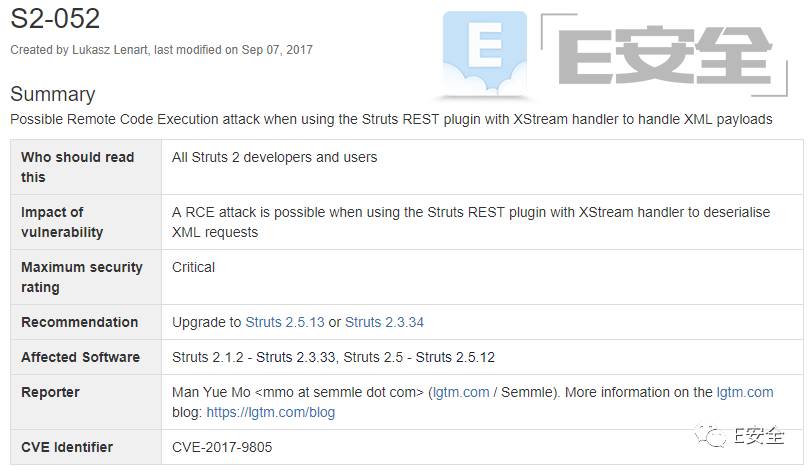 S2-052
Created by Lukasz Lenart, last modified on Sep 07, 2017
E
E安全
Summary
Possible Remote Code Execution attack when using the Struts REST plugin with XStream handler to handle XML payloads
Who should read
this
All Struts 2 developers and users
Impact of
vulnerability
A RCE attack is possible when using the Struts REST plugin with XStream handler to deserialise
XML requests
Maximum security
rating
Critical
Recommendation
Upgrade to Struts 2.5.13 or Struts 2.3.34
Affected Software
Struts 2.1.2 - Struts 2.3.33, Struts 2.5 - Struts 2.5.12
Reporter
Man Yue Mo <mmo at semmle dot com> (lgtm.com / Semmle). More information on the lgtm.com
blog: https://lgtm.com/blog
E安全
CVE Identifier
CVE-2017-9805